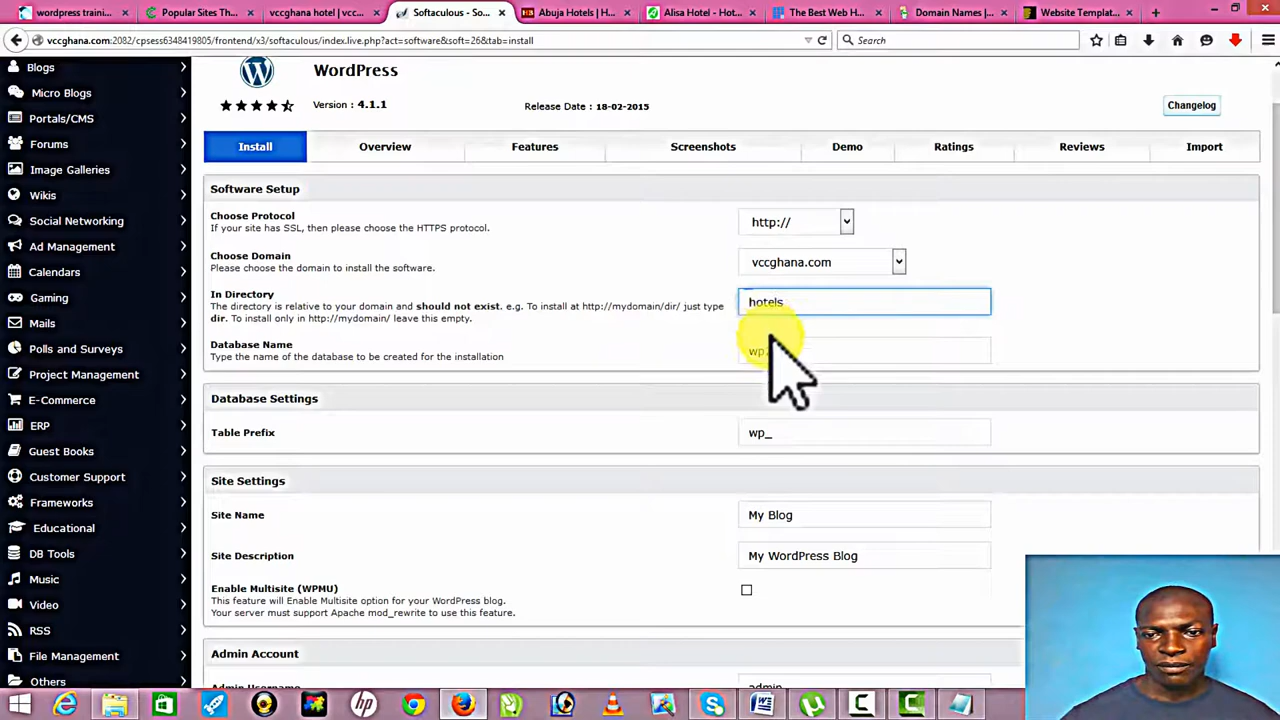 wordpress traini...
Popular Sites Th...
vccghana hotel | vcc...
Softaculous - So...
Abuja Hotels | H...
Alisa Hotel - Hot...
The Best Web H...
Domain Names |...
Website Templat...
vccghana.com:2082/cpsess6348419805/frontend/x3/softaculous/index.live.php?act=software&soft=26&tab=install
Search
Blogs
Micro Blogs
Portals/CMS
Forums
Image Galleries
Wikis
Social Networking
Ad Management
Calendars
Gaming
Mails
Polls and Surveys
Project Management
E-Commerce
ERP
Guest Books
Customer Support
Frameworks
Educational
DB Tools
Music
Video
RSS
File Management
Others
WordPress
Version : 4.1.1
Release Date : 18-02-2015
Changelog
Install
Overview
Features
Screenshots
Demo
Ratings
Reviews
Import
Software Setup
Choose Protocol
If your site has SSL, then please choose the HTTPS protocol.
http://
Choose Domain
Please choose the domain to install the software.
vccghana.com
In Directory
The directory is relative to your domain and should not exist. e.g. To install at http://mydomain/dir/ just type
dir. To install only in http://mydomain/ leave this empty.
hotels
Database Name
Type the name of the database to be created for the installation
Database Settings
Table Prefix
wp_
Site Settings
Site Name
My Blog
Site Description
My WordPress Blog
Enable Multisite (WPMU)
This feature will Enable Multisite option for your WordPress blog.
Your server must support Apache mod_rewrite to use this feature.
Admin Account
Admin Username
admin